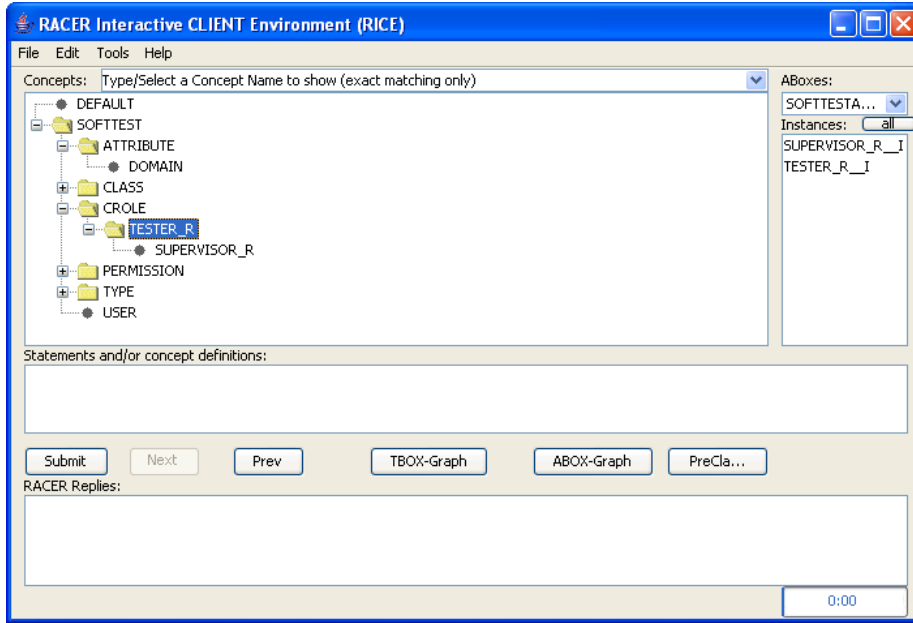 RACER Interactive CLIENT Environment (RICE)
File Edit Tools Help
Concepts: Type/Select a Concept Name to show (exact matching only)
DEFAULT
SOFTTEST
ATTRIBUTE
DOMAIN
CLASS
CROLE
TESTER_R
SUPERVISOR_R
PERMISSION
TYPE
USER
ABoxes:
SOFTTESTA...
Instances: all
SUPERVISOR_R__I
TESTER_R__I
Statements and/or concept definitions:
Submit Next Prev TBOX-Graph ABOX-Graph PreCla...
RACER Replies:
0:00